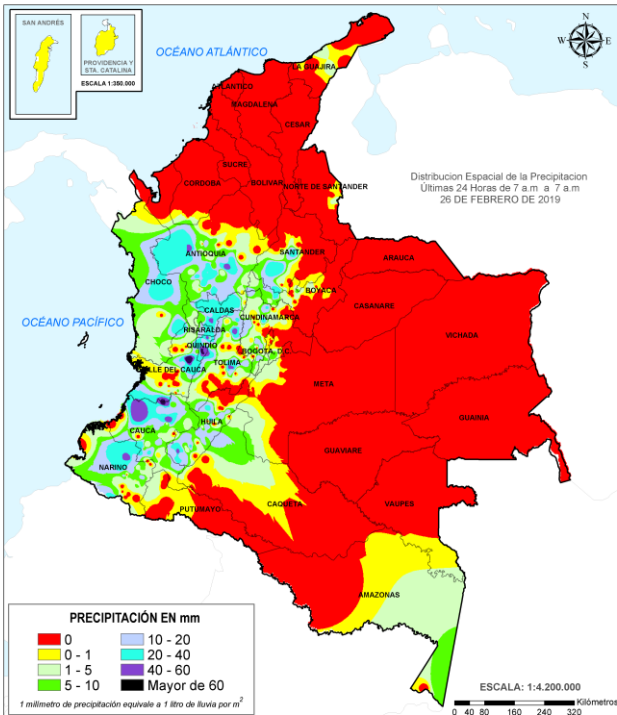 SAN ANDRÉS
PROVIDENCIA Y
STA. CATALINA
ESCALA 1:350.000
OCÉANO ATLÁNTICO
N
W
E
S
LA GUAJIRA
ATLANTICO
MAGDALENA
CESAR
SUCRE
CORDOBA
BOLIVAR
NORTE DE SANTANDER
Distribucion Espacial de la Precipitacion
Últimas 24 Horas de 7 a.m a 7 a.m
26 DE FEBRERO DE 2019
ANTIOQUIA
SANTANDER
ARAUCA
CHOCO
BOYACA
CASANARE
CALDAS
CUNDINAMARCA
OCÉANO PACÍFICO
RISARALDA
VICHADA
QUINDIO
BOGOTA, D.C.
TOLIMA
VALLE DEL CAUCA
META
GUAINIA
HUILA
CAUCA
GUAVIARE
NARINO
CAQUETA
VAUPES
PUTUMAYO
AMAZONAS
PRECIPITACIÓN EN mm
0
10 - 20
0 - 1
20 - 40
1 - 5
40 - 60
5 - 10
Mayor de 60
1 milimetro de precipitación equivale a 1 litro de lluvia por m2
ESCALA: 1:4.200.000
Kilómetros
0 40 80 160 240 320